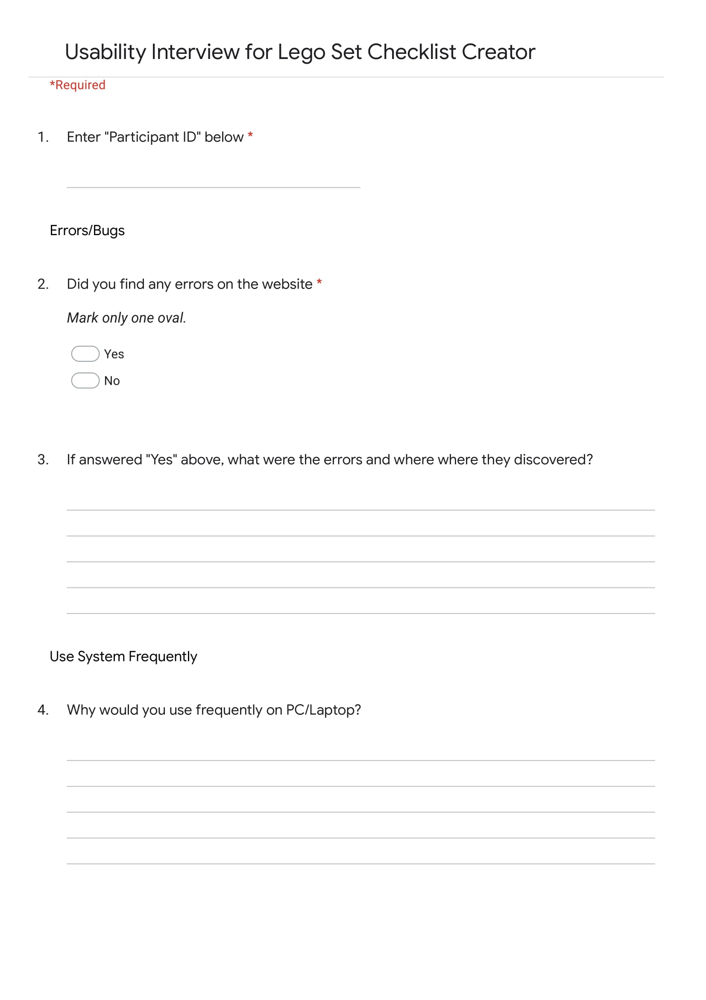 Usability Interview for Lego Set Checklist Creator
*Required
1. Enter "Participant ID" below *
Errors/Bugs
2. Did you find any errors on the website *
Mark only one oval.
Yes
No
3. If answered "Yes" above, what were the errors and where where they discovered?
Use System Frequently
4. Why would you use frequently on PC/Laptop?